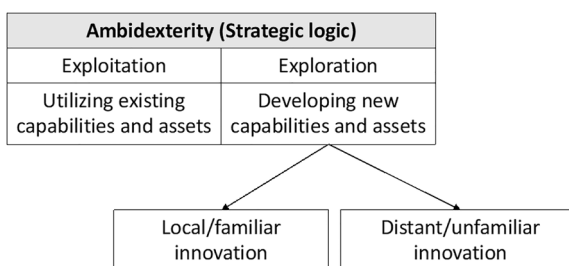 Ambidexterity (Strategic logic)
Exploitation
Exploration
Utilizing existing
capabilities and assets
Developing new
capabilities and assets
Local/familiar
innovation
Distant/unfamiliar
innovation